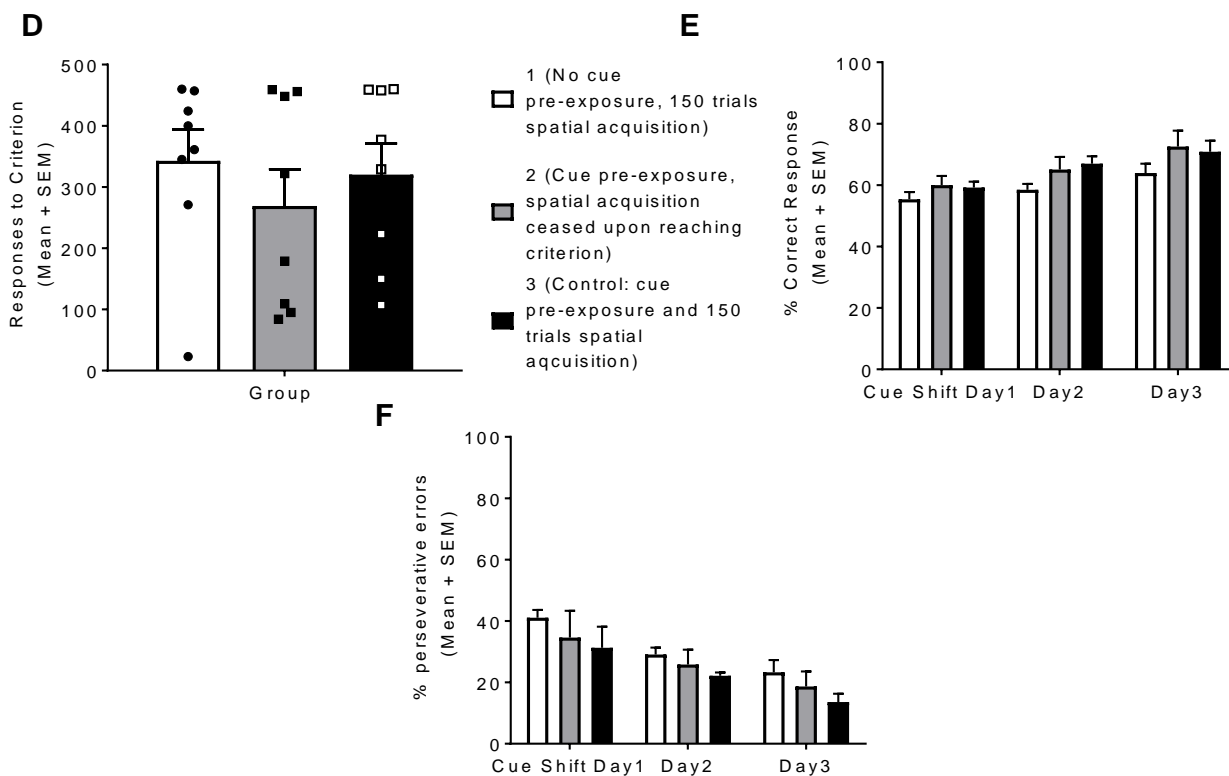 D
500
400
300
200
100
0
Responses to Criterion
(Mean + SEM)
Group
1 (No cue
pre-exposure, 150 trials
spatial acquisition)
2 (Cue pre-exposure,
spatial acquisition
ceased upon reaching
criterion)
3 (Control: cue
pre-exposure and 150
trials spatial
aqcuisition)
E
100
80
60
40
20
0
% Correct Response
(Mean + SEM)
Cue Shift Day1 Day2 Day3
F
100
80
60
40
20
0
% perseverative errors
(Mean + SEM)
Cue Shift Day1 Day2 Day3